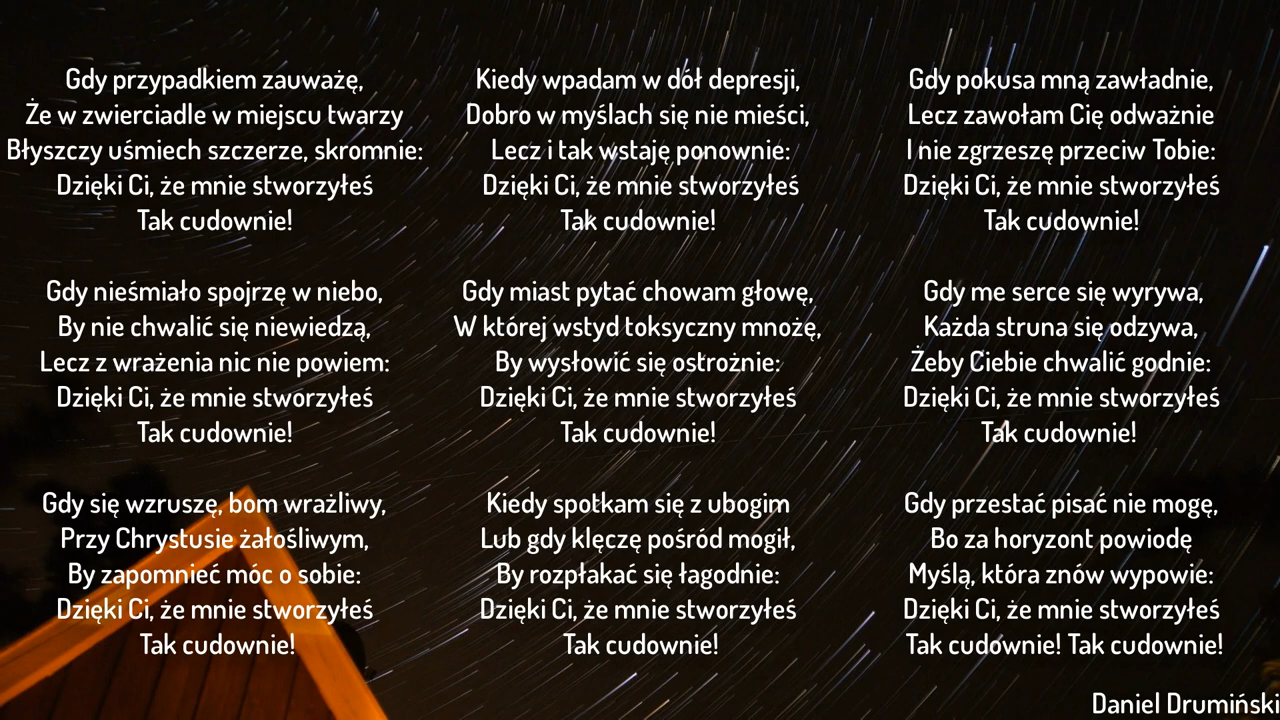 Gdy przypadkiem zauważę,
Że w zwierciadle w miejscu twarzy
Błyszczy uśmiech szczerze, skromnie:
Dzięki Ci, że mnie stworzyłeś
Tak cudownie!
Gdy nieśmiało spojrzę w niebo,
By nie chwalić się niewiedzą,
Lecz z wrażenia nic nie powiem:
Dzięki Ci, że mnie stworzyłeś
Tak cudownie!
Gdy się wzruszę, bom wrażliwy,
Przy Chrystusie żałośliwym,
By zapomnieć móc o sobie:
Dzięki Ci, że mnie stworzyłeś
Tak cudownie!
Kiedy wpadam w dół depresji,
Dobro w myślach się nie mieści,
Lecz i tak wstaję ponownie:
Dzięki Ci, że mnie stworzyłeś
Tak cudownie!
Gdy miast pytać chowam głowę,
W której wstyd toksyczny mnożę,
By wysłowić się ostrożnie:
Dzięki Ci, że mnie stworzyłeś
Tak cudownie!
Kiedy spotkam się z ubogim
Lub gdy klęczę pośród mogił,
By rozpłakać się łagodnie:
Dzięki Ci, że mnie stworzyłeś
Tak cudownie!
Gdy pokusa mną zawładnie,
Lecz zawołam Cię odważnie
I nie zgrzeszę przeciw Tobie:
Dzięki Ci, że mnie stworzyłeś
Tak cudownie!
Gdy me serce się wyrywa,
Każda struna się odzywa,
Żeby Ciebie chwalić godnie:
Dzięki Ci, że mnie stworzyłeś
Tak cudownie!
Gdy przestać pisać nie mogę,
Bo za horyzont powiodę
Myślą, która znów wypowie:
Dzięki Ci, że mnie stworzyłeś
Tak cudownie! Tak cudownie!
Daniel Drumiński